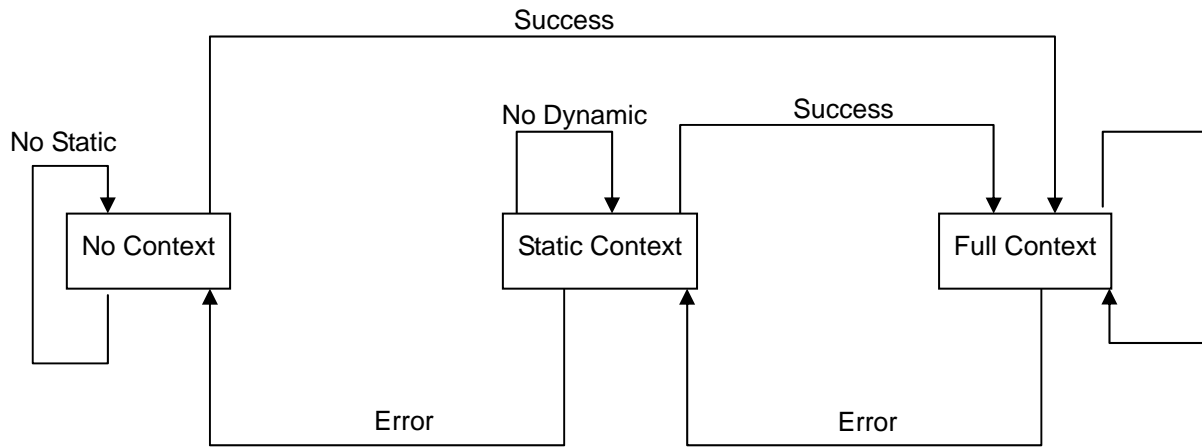 Success
No Dynamic
Success
No Static
No Context
Static Context
Full Context
Error
Error